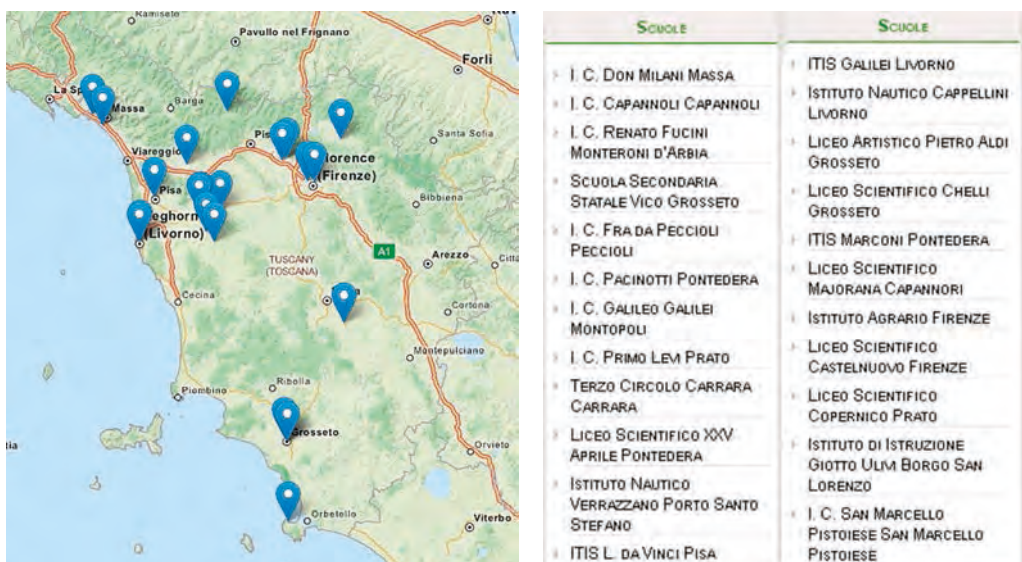 Ramiseto
Pavullo nel Frignano
Forli
La Sp
Massa
Barga
Pis
Santa Sofia
Viareggio
lorence
(Firenze)
Pisa
Bibbiena
eghorn
(Livorno)
A1
Arezzo
Citt
TUSCANY
(TOSCANA)
Cecina
Cortona
Montepulciano
Piombino
Ribolla
Grosseto
Orvieto
tia
Orbetello
Viterbo
SCUOLE
I. C. DON MILANI MASSA
I. C. CAPANNOLI CAPANNOLI
I. C. RENATO FUCINI
MONTERONI D'ARBIA
SCUOLA SECONDARIA
STATALE VICO GROSSETO
I. C. FRA DA PECCIOLI
PECCIOLI
I. C. PACINOTTI PONTEDERA
I. C. GALILEO GALILEI
MONTOPOLI
I. C. PRIMO LEVI PRATO
TERZO CIRCOLO CARRARA
CARRARA
LICEO SCIENTIFICO XXV
APRILE PONTEDERA
ISTITUTO NAUTICO
VERRAZZANO PORTO SANTO
STEFANO
ITIS L. DA VINCI PISA
SCUOLE
ITIS GALILEI LIVORNO
ISTITUTO NAUTICO CAPPELLINI
LIVORNO
LICEO ARTISTICO PIETRO ALDI
GROSSETO
LICEO SCIENTIFICO CHELLI
GROSSETO
ITIS MARCONI PONTEDERA
LICEO SCIENTIFICO
MAJORANA CAPANNORI
ISTITUTO AGRARIO FIRENZE
LICEO SCIENTIFICO
CASTELNUOVO FIRENZE
LICEO SCIENTIFICO
COPERNICO PRATO
ISTITUTO DI ISTRUZIONE
GIOTTO ULIVI BORGO SAN
LORENZO
I. C. SAN MARCELLO
PISTOIESE SAN MARCELLO
PISTOIESE